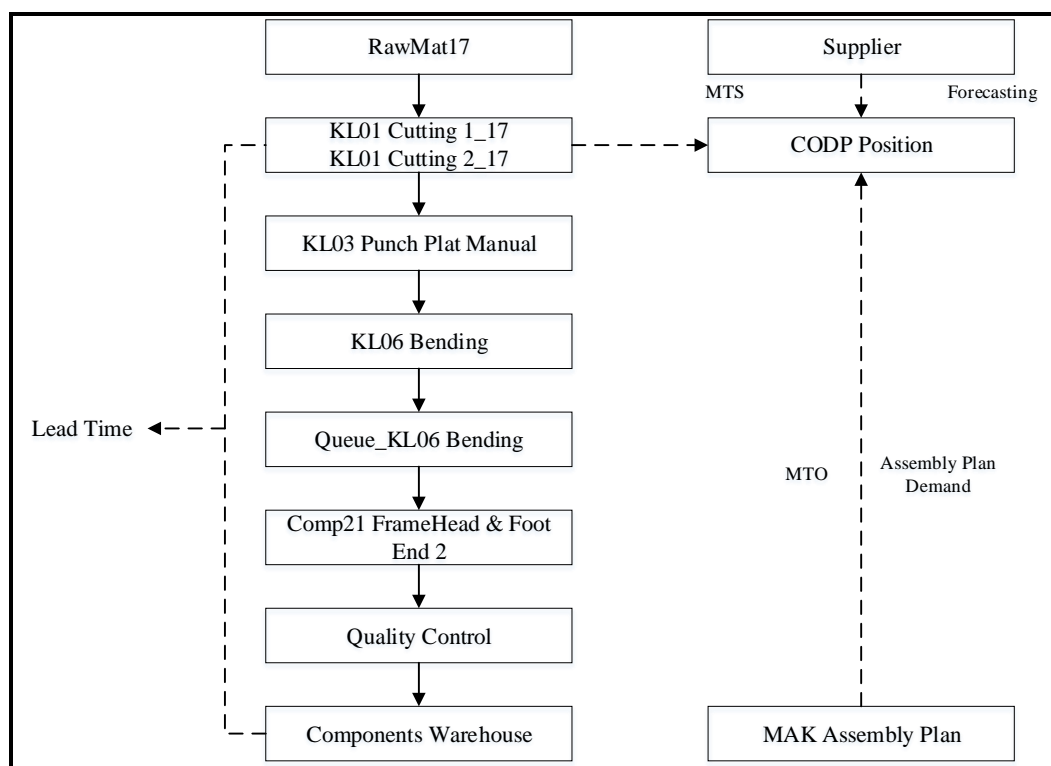 RawMat17
Supplier
MTS
Forecasting
KL01 Cutting 1_17
KL01 Cutting 2_17
CODP Position
KL03 Punch Plat Manual
KL06 Bending
Lead Time
Queue_KL06 Bending
MTO
Assembly Plan
Demand
Comp21 FrameHead & Foot
End 2
Quality Control
Components Warehouse
MAK Assembly Plan